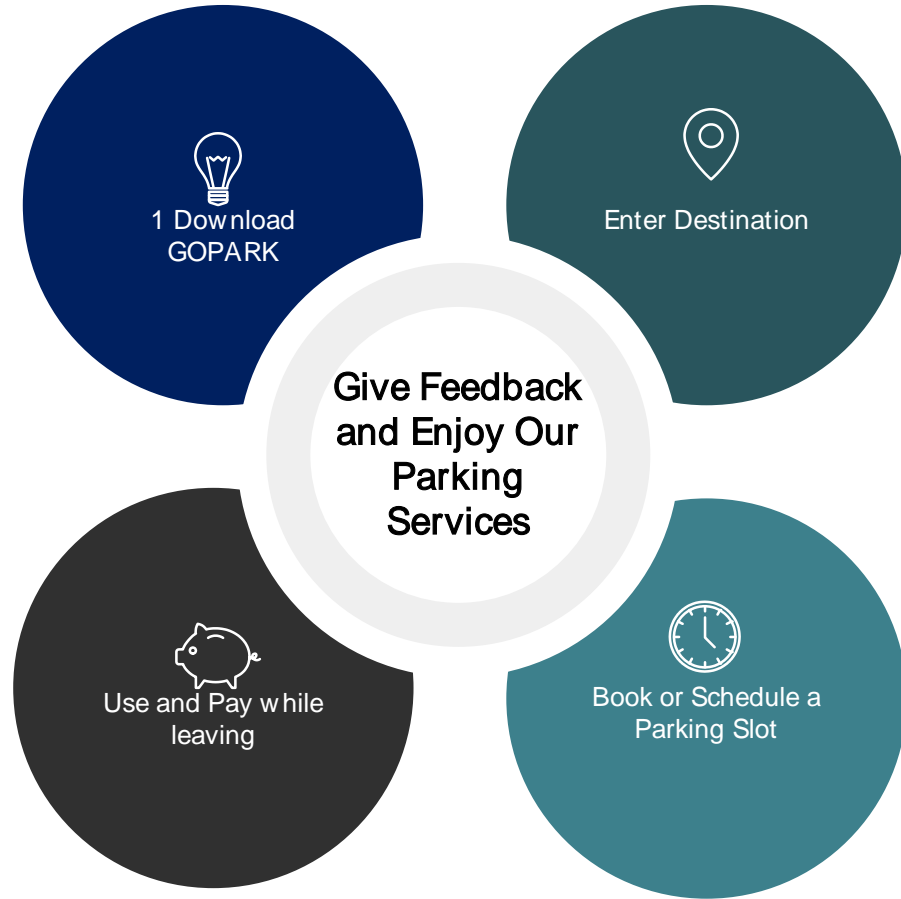 1 Download
GOPARK
Enter Destination
Give Feedback
and Enjoy Our
Parking
Services
Use and Pay while
leaving
Book or Schedule a
Parking Slot